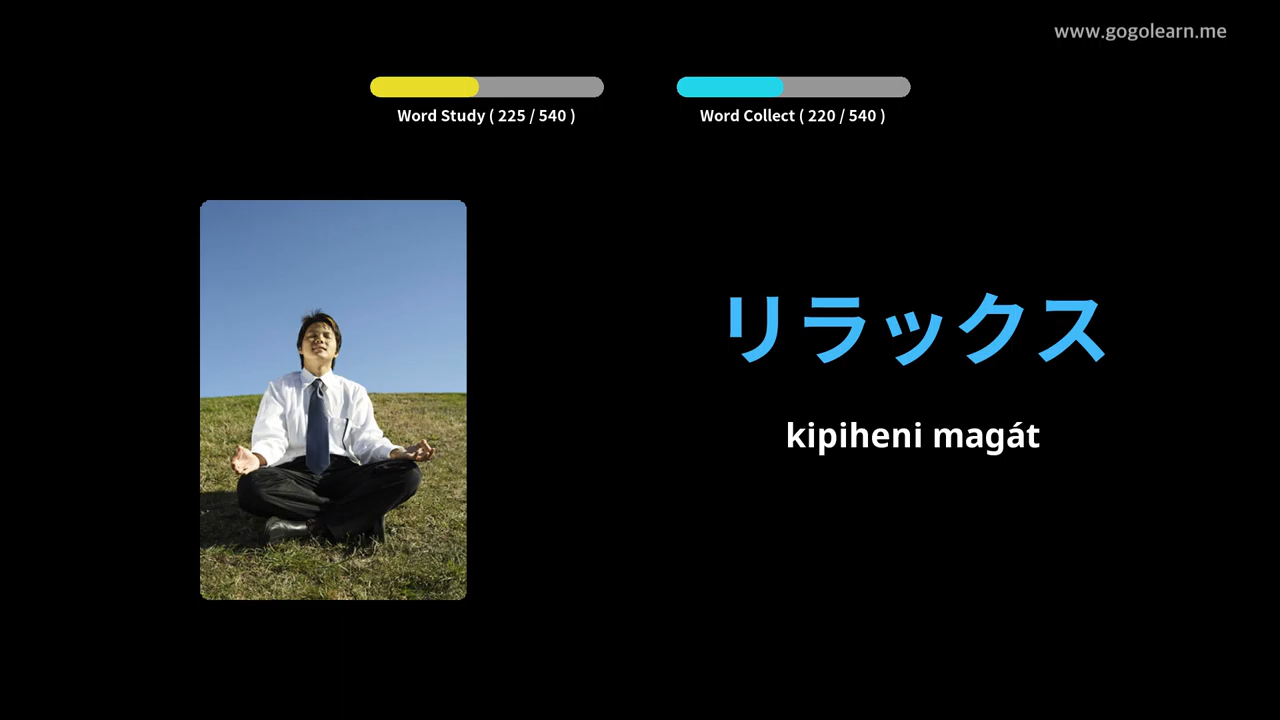 www.gogolearn.me
Word Study ( 225 / 540 )
Word Collect ( 220 / 540 )
リラックス
kipiheni magát